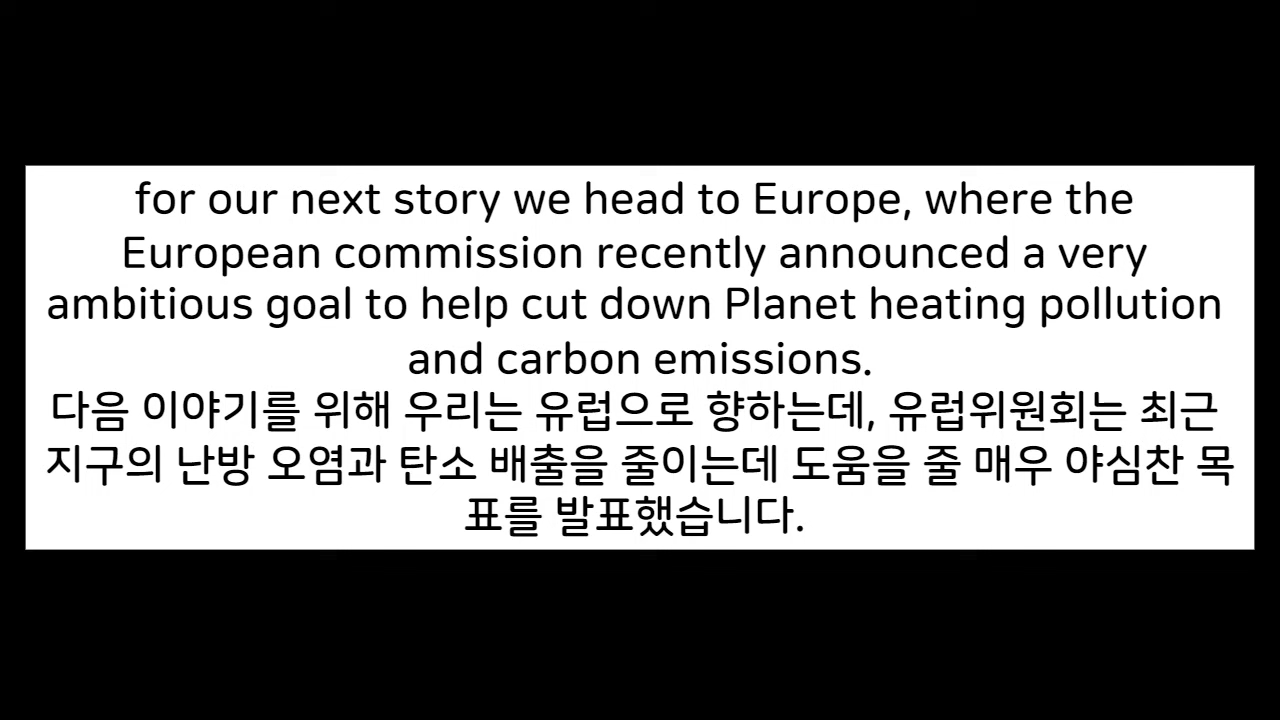 for our next story we head to Europe, where the
European commission recently announced a very
ambitious goal to help cut down Planet heating pollution
and carbon emissions.
다음 이야기를 위해 우리는 유럽으로 향하는데, 유럽위원회는 최근
지구의 난방 오염과 탄소 배출을 줄이는데 도움을 줄 매우 야심찬 목
표를 발표했습니다.